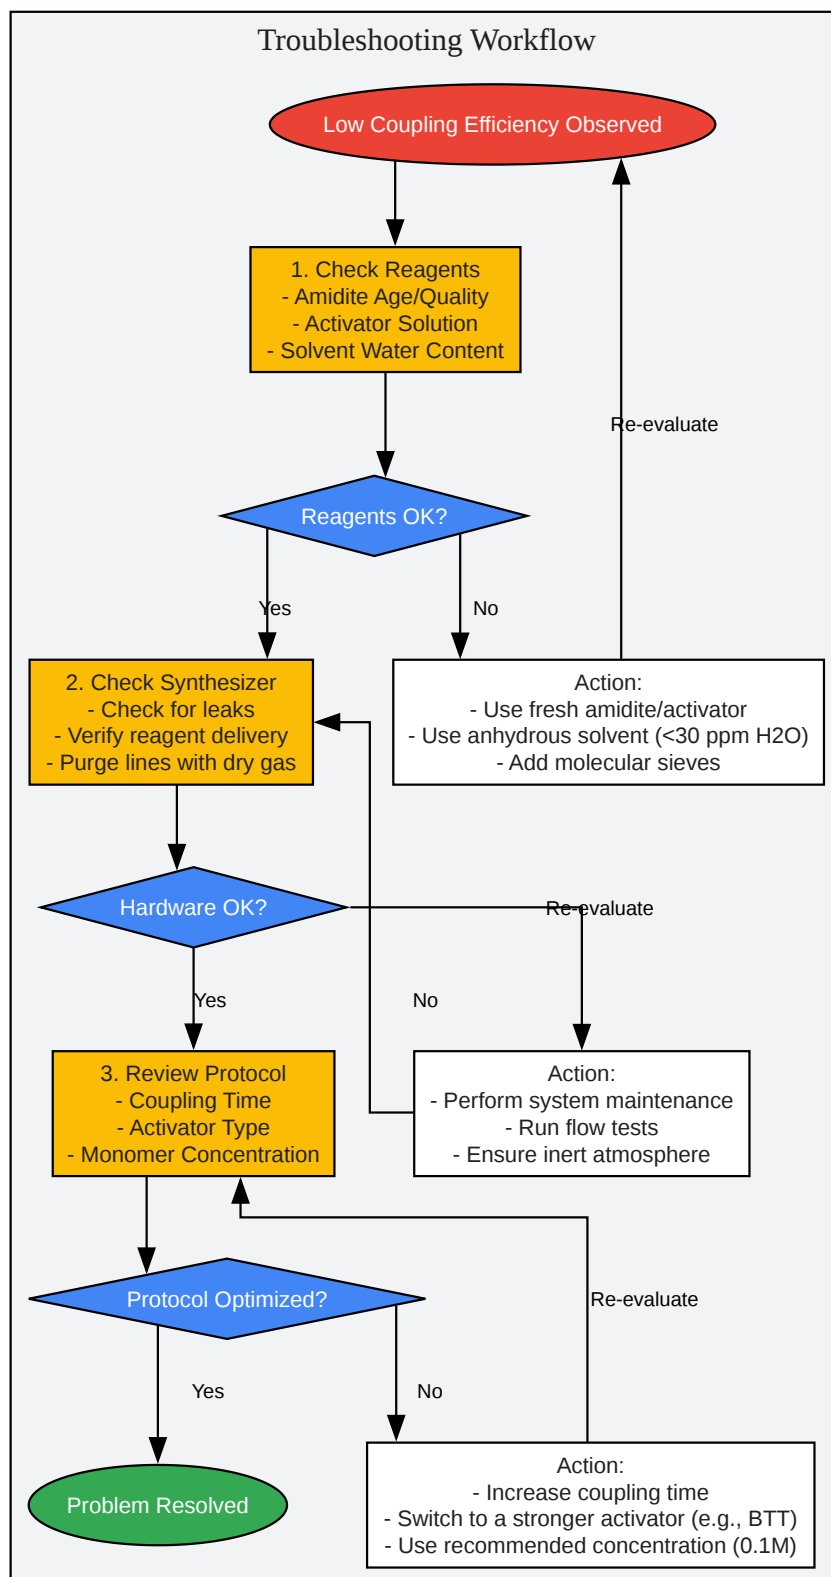 Troubleshooting Workflow
Low Coupling Efficiency Observed
1. Check Reagents
- Amidite Age/Quality
- Activator Solution
- Solvent Water Content
Re-evaluate
Reagents OK?
Yes
No
2. Check Synthesizer
- Check for leaks
- Verify reagent delivery
- Purge lines with dry gas
Action:
- Use fresh amidite/activator
- Use anhydrous solvent (<30 ppm H2O)
- Add molecular sieves
Hardware OK?
Re-evaluate
Yes
No
3. Review Protocol
- Coupling Time
- Activator Type
- Monomer Concentration
Action:
- Perform system maintenance
- Run flow tests
- Ensure inert atmosphere
Protocol Optimized?
Re-evaluate
Yes
No
Problem Resolved
Action:
- Increase coupling time
- Switch to a stronger activator (e.g., BTT)
- Use recommended concentration (0.1M)